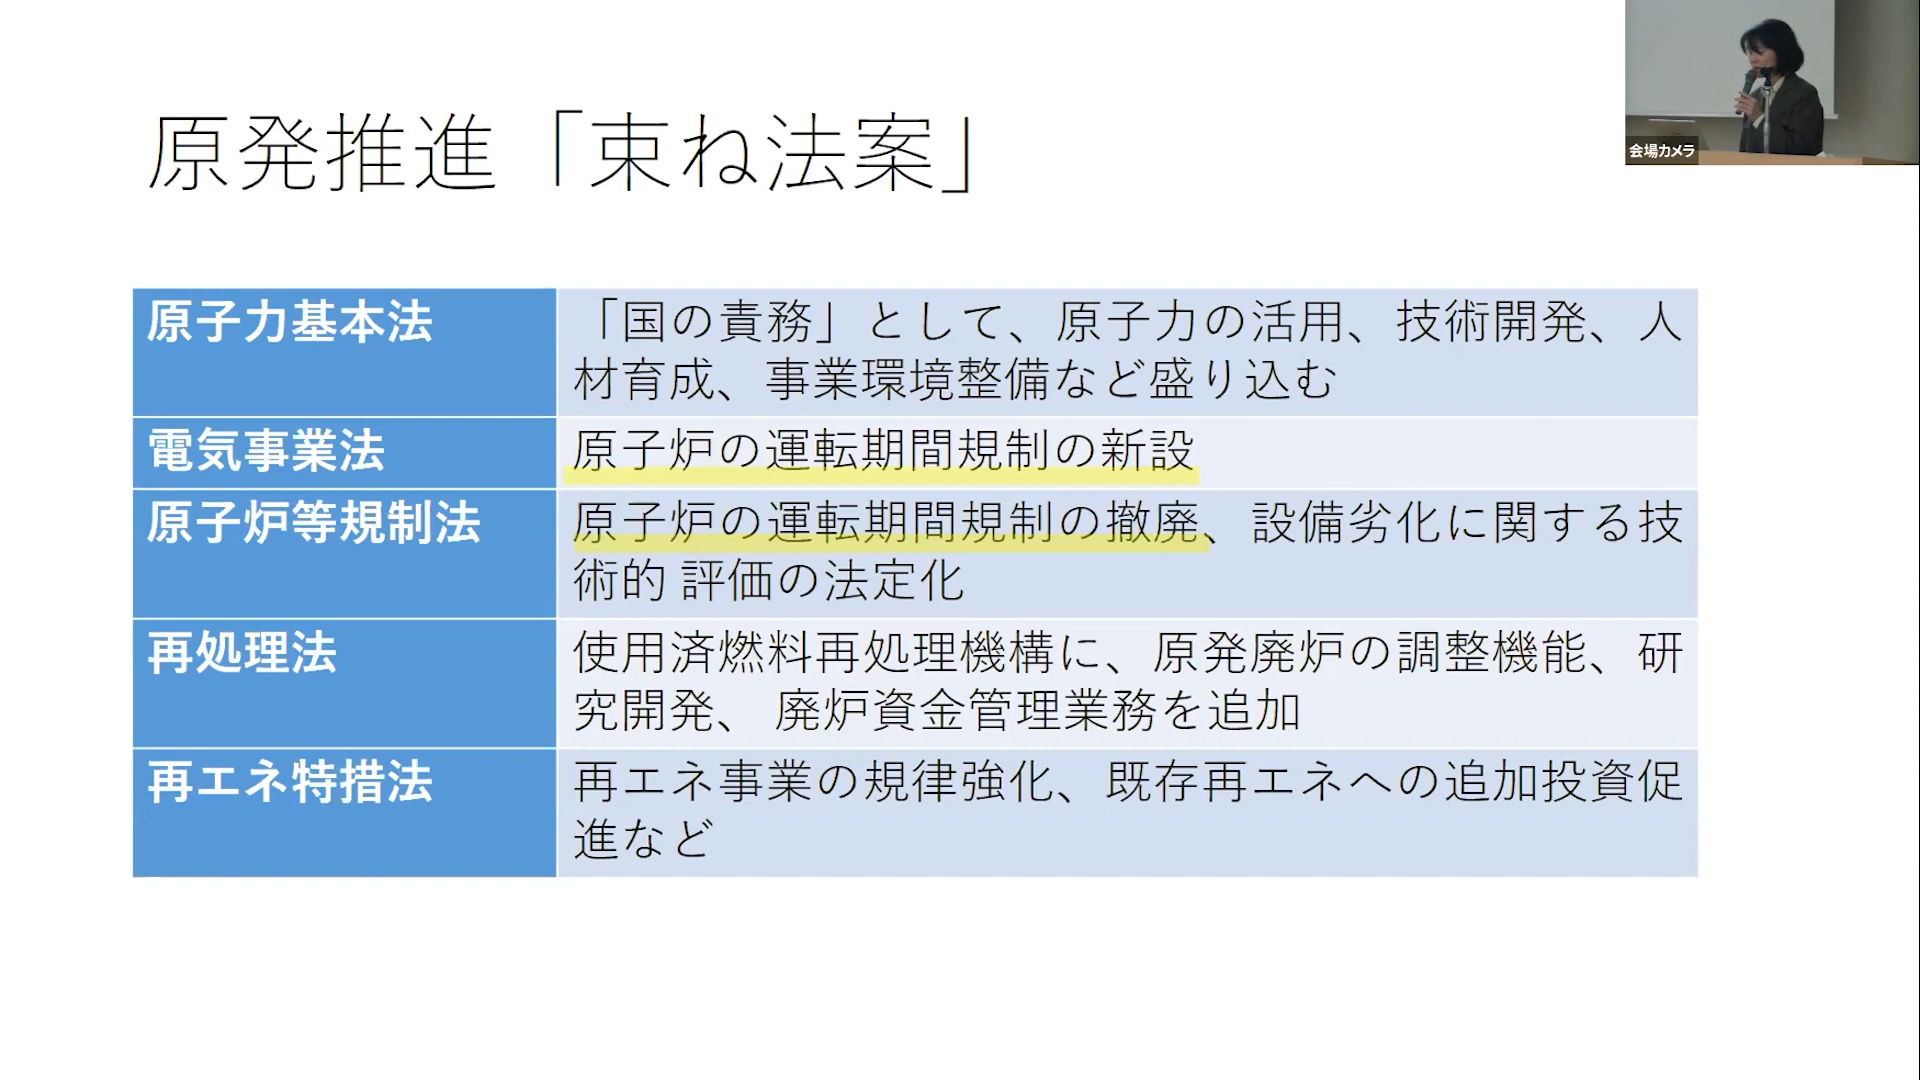 原発推進「束ね法案」
会場カメラ
原子力基本法
「国の責務」として、原子力の活用、技術開発、人
材育成、事業環境整備など盛り込む
電気事業法
原子炉の運転期間規制の新設
原子炉等規制法
原子炉の運転期間規制の撤廃、設備劣化に関する技
術的 評価の法定化
再処理法
使用済燃料再処理機構に、原発廃炉の調整機能、研
究開発、 廃炉資金管理業務を追加
再エネ特措法
再エネ事業の規律強化、既存再エネへの追加投資促
進など